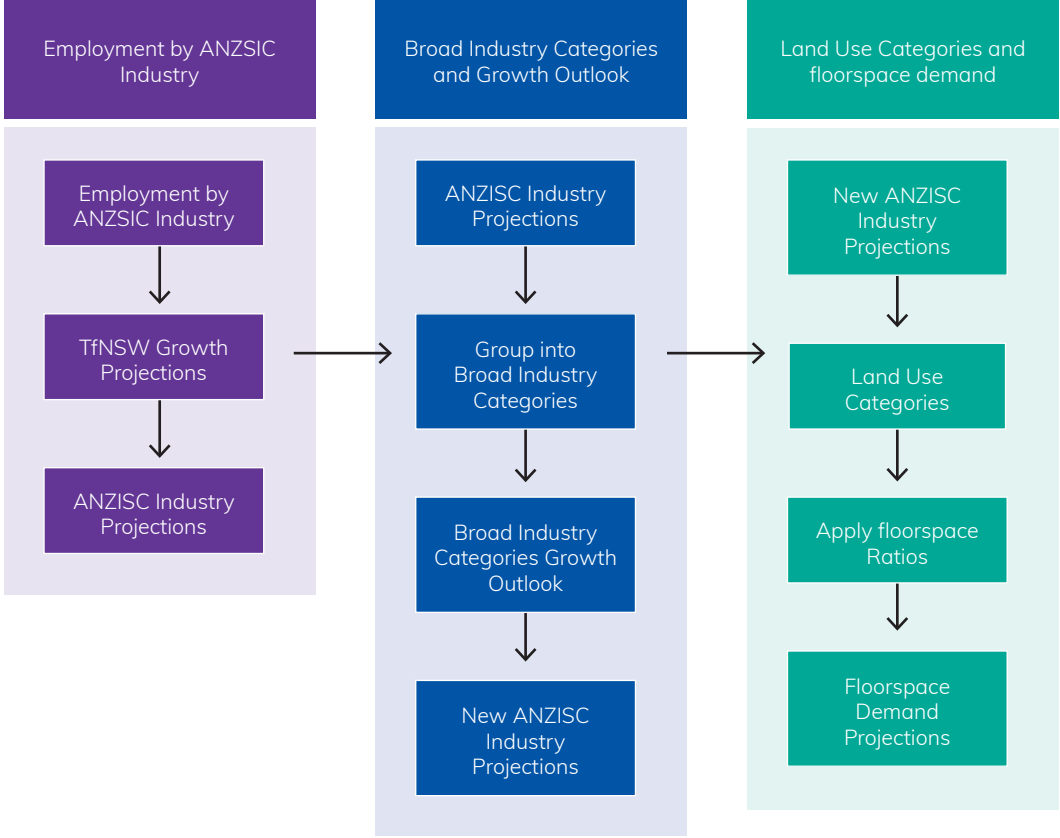 Employment by ANZSIC
Industry
Employment by
ANZSIC Industry
TfNSW Growth
Projections
ANZISC Industry
Projections
Broad Industry Categories
and Growth Outlook
ANZISC Industry
Projections
Group into
Broad Industry
Categories
Broad Industry
Categories Growth
Outlook
New ANZISC
Industry
Projections
Land Use Categories and
floorspace demand
New ANZISC
Industry
Projections
Land Use
Categories
Apply floorspace
Ratios
Floorspace
Demand
Projections